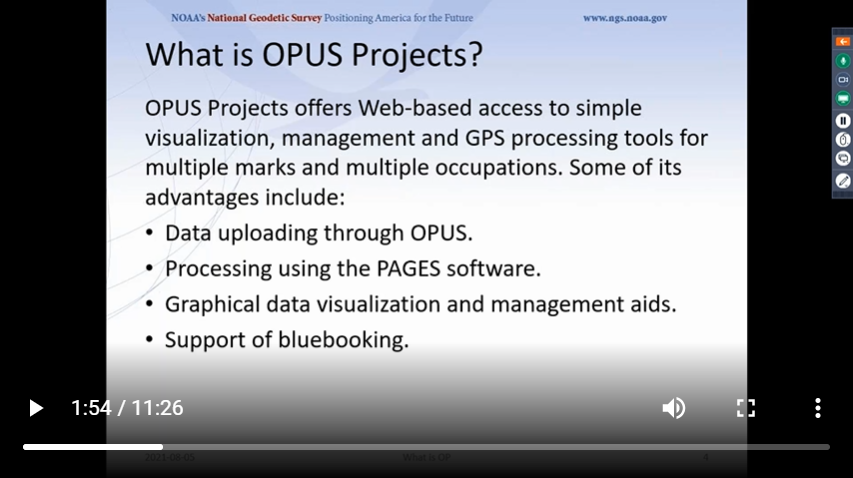 NOAA's National Geodetic Survey Positioning America for the Future www.ngs.noaa.gov
What is OPUS Projects?
OPUS Projects offers Web-based access to simple
visualization, management and GPS processing tools for
multiple marks and multiple occupations. Some of its
advantages include:
• Data uploading through OPUS.
• Processing using the PAGES software.
• Graphical data visualization and management aids.
• Support of bluebooking.
1:54 / 11:26
2021-08-05 What is OP 4